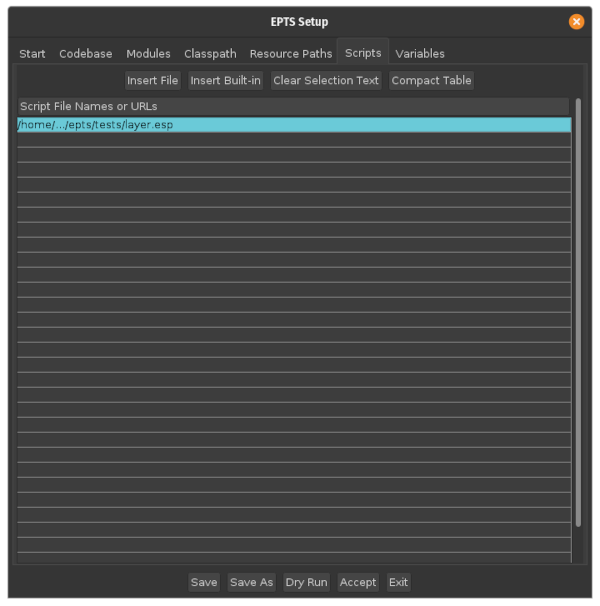 EPTS Setup
Start Codebase Modules Classpath Resource Paths Scripts Variables
Insert File Insert Built-in Clear Selection Text Compact Table
Script File Names or URLs
/home/.../epts/tests/layer.esp
Save Save As Dry Run Accept Exit